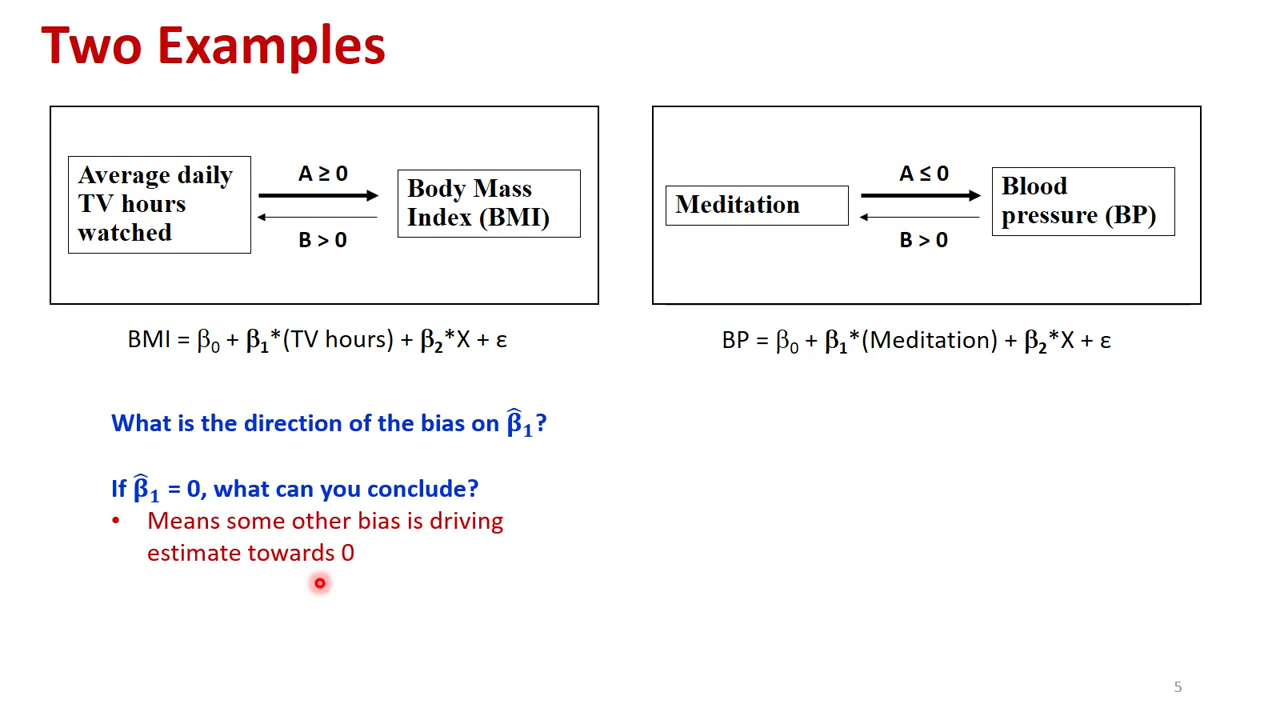 Two Examples
Average daily
TV hours
watched
A ≥ 0
B > 0
Body Mass
Index (BMI)
BMI = β₀ + β₁*(TV hours) + β₂*X + ε
What is the direction of the bias on β̂₁?
If β̂₁ = 0, what can you conclude?
• Means some other bias is driving
estimate towards 0
Meditation
A ≤ 0
B > 0
Blood
pressure (BP)
BP = β₀ + β₁*(Meditation) + β₂*X + ε
5